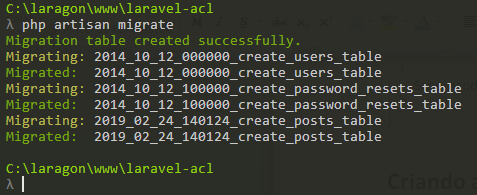 C:\laragon\www\laravel-acl
λ php artisan migrate
Migration table created successfully.
Migrating: 2014_10_12_000000_create_users_table
Migrated:  2014_10_12_000000_create_users_table
Migrating: 2014_10_12_100000_create_password_resets_table
Migrated:  2014_10_12_100000_create_password_resets_table
Migrating: 2019_02_24_140124_create_posts_table
Migrated:  2019_02_24_140124_create_posts_table
C:\laragon\www\laravel-acl
λ
Criando a